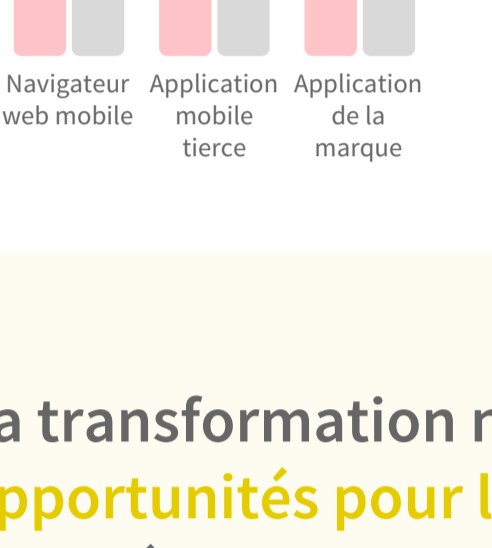 Navigateur Application Application
web mobile mobile de la
tierce marque
a transformation
pportunités pour